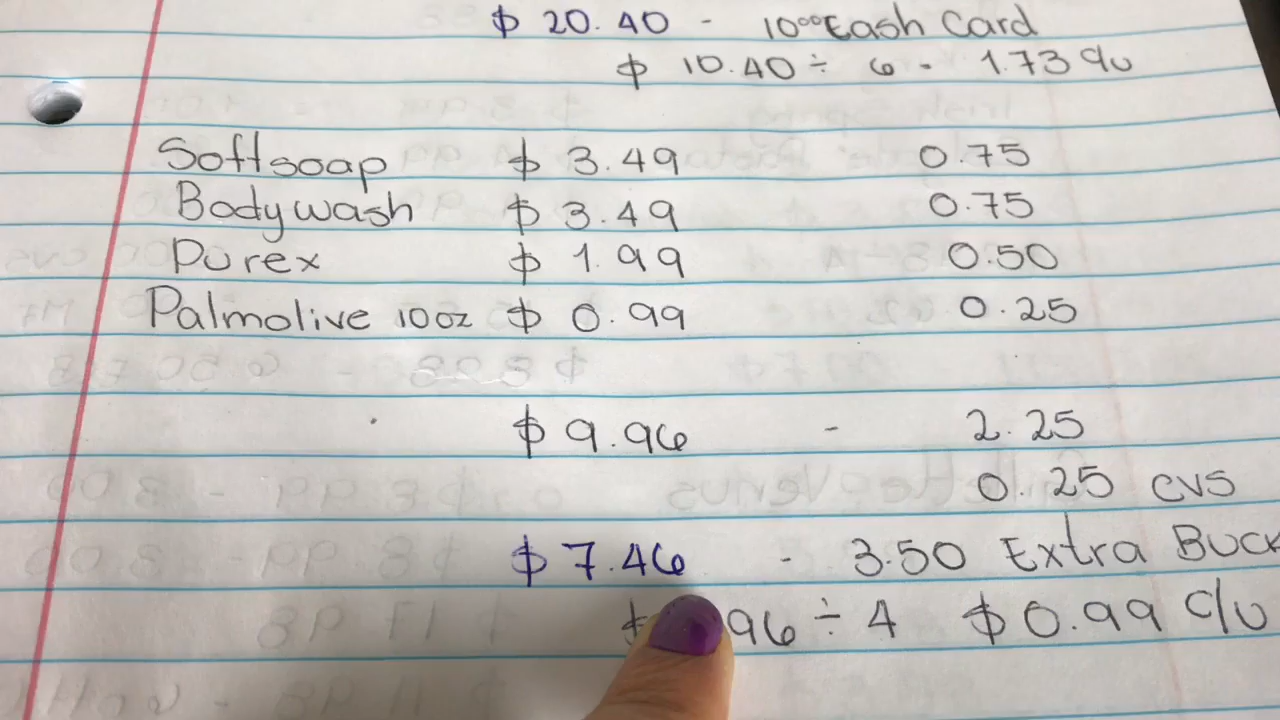 $ 20.40 - 10⁰⁰ Cash Card
$ 10.40 ÷ 6 - 1.73 c/u
Softsoap $ 3.49 0.75
Bodywash $ 3.49 0.75
Purex $ 1.99 0.50
Palmolive 10oz $ 0.99 0.25
$ 9.96 - 2.25
0.25 CVS
$ 7.46 - 3.50 Extra Buck
$ 96 ÷ 4 $ 0.99 c/u